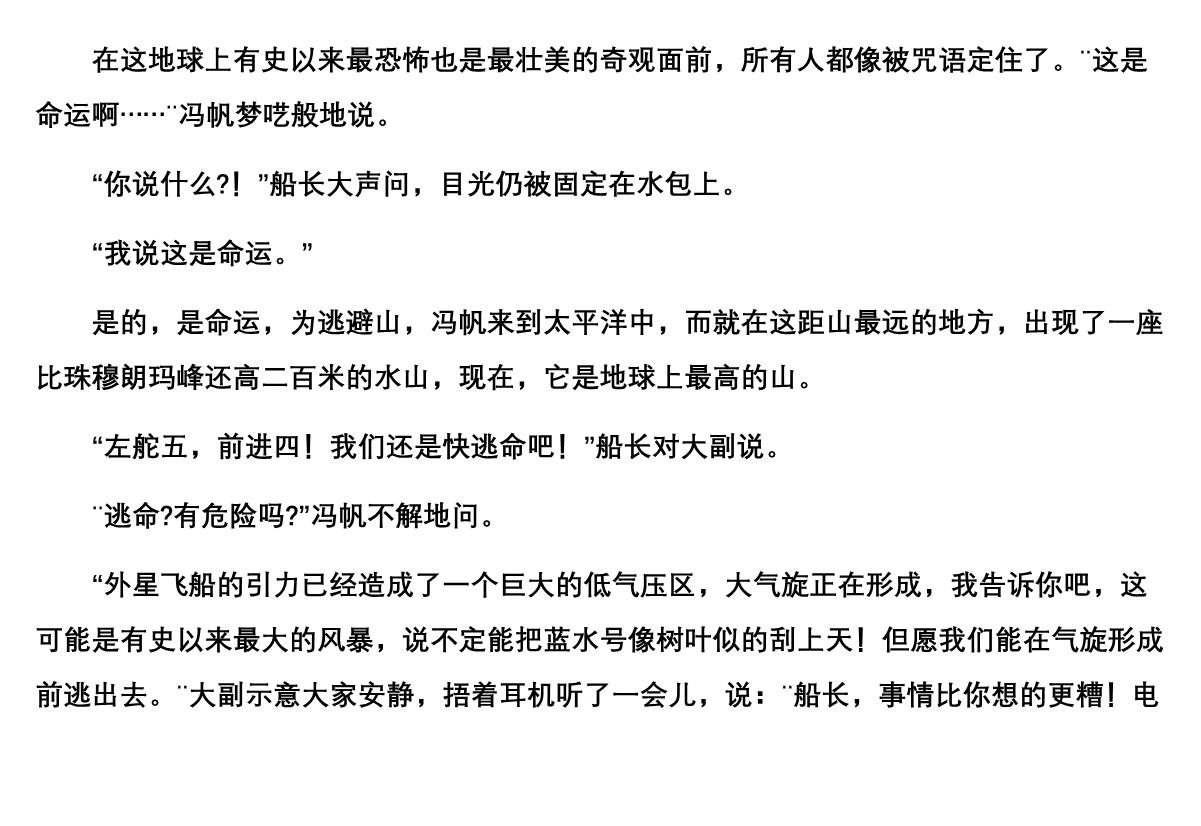 在这地球上有史以来最恐怖也是最壮美的奇观面前，所有人都像被咒语定住了。¨这是
命运啊……¨冯帆梦呓般地说。
“你说什么?！”船长大声问，目光仍被固定在水包上。
“我说这是命运。”
是的，是命运，为逃避山，冯帆来到太平洋中，而就在这距山最远的地方，出现了一座
比珠穆朗玛峰还高二百米的水山，现在，它是地球上最高的山。
“左舵五，前进四！我们还是快逃命吧！”船长对大副说。
¨逃命?有危险吗?”冯帆不解地问。
“外星飞船的引力已经造成了一个巨大的低气压区，大气旋正在形成，我告诉你吧，这
可能是有史以来最大的风暴，说不定能把蓝水号像树叶似的刮上天！但愿我们能在气旋形成
前逃出去。¨大副示意大家安静，捂着耳机听了一会儿，说：¨船长，事情比你想的更糟！电